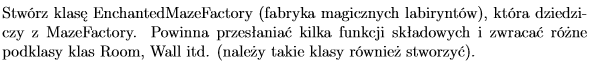 Stwórz klasę EnchantedMazeFactory (fabryka magicznych labiryntów), która dziedzi-
czy z MazeFactory. Powinna przesłaniać kilka funkcji składowych i zwracać różne
podklasy klas Room, Wall itd. (należy takie klasy również stworzyć).